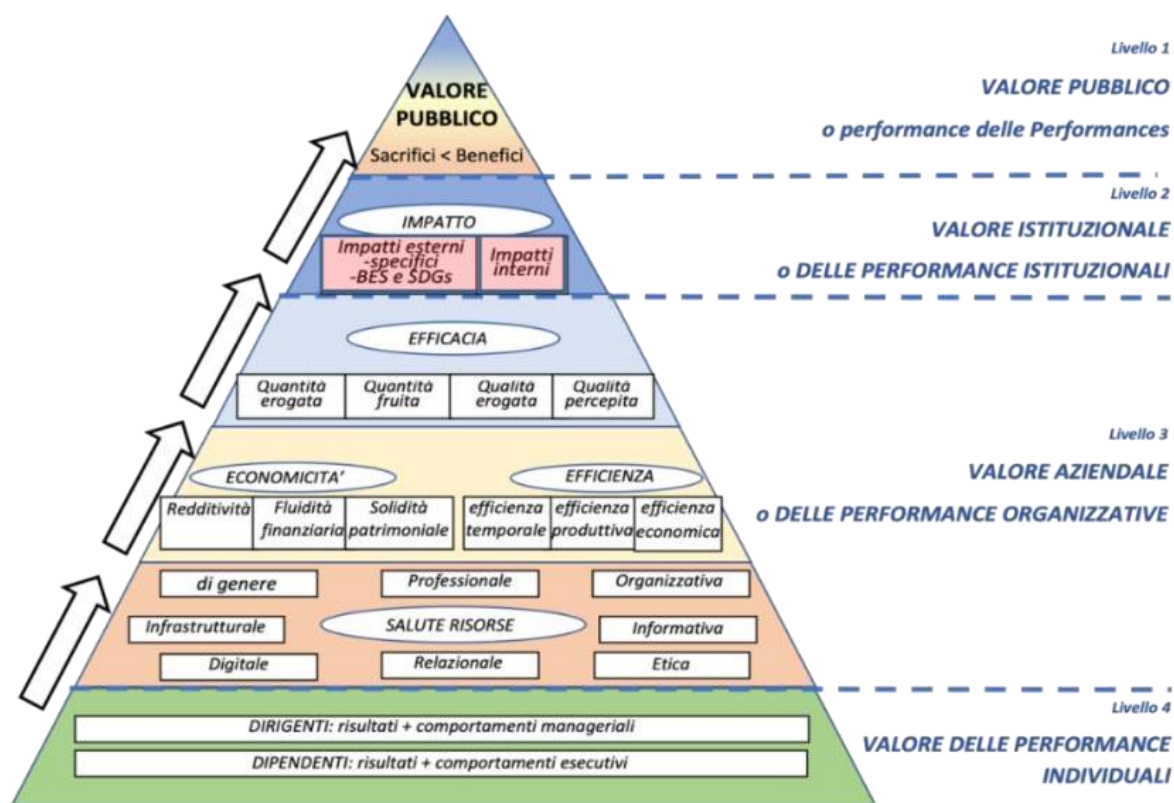 Livello 1
VALORE PUBBLICO
o performance delle Performances
VALORE
PUBBLICO
Sacrifici < Benefici
Livello 2
VALORE ISTITUZIONALE
o DELLE PERFORMANCE ISTITUZIONALI
IMPATTO
Impatti esterni
-specifici
-BES e SDGs
Impatti
interni
EFFICACIA
Quantità
erogata
Quantità
fruita
Qualità
erogata
Qualità
percepita
Livello 3
VALORE AZIENDALE
o DELLE PERFORMANCE ORGANIZZATIVE
ECONOMICITA'
Redditività
Fluidità
finanziaria
Solidità
patrimoniale
EFFICIENZA
efficienza
temporale
efficienza
produttiva
efficienza
economica
di genere
Professionale
Organizzativa
Infrastrutturale
SALUTE RISORSE
Informativa
Digitale
Relazionale
Etica
Livello 4
VALORE DELLE PERFORMANCE
INDIVIDUALI
DIRIGENTI: risultati + comportamenti manageriali
DIPENDENTI: risultati + comportamenti esecutivi